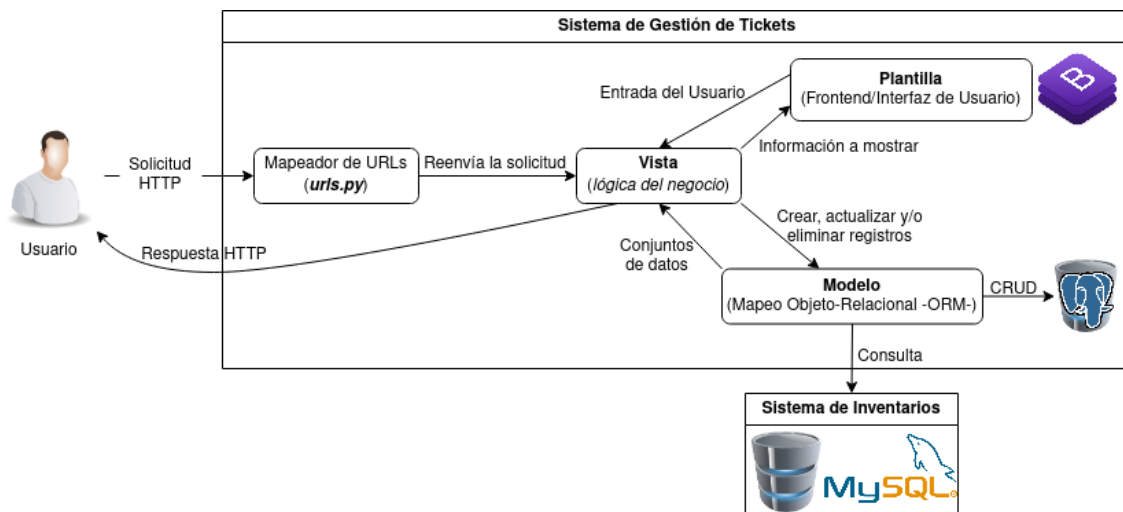 Sistema de Gestión de Tickets
Plantilla
(Frontend/Interfaz de Usuario)
B
Entrada del Usuario
Información a mostrar
Solicitud
HTTP
Mapeador de URLs
(urls.py)
Reenvía la solicitud
Vista
(lógica del negocio)
Usuario
Respuesta HTTP
Conjuntos
de datos
Crear, actualizar y/o
eliminar registros
Modelo
(Mapeo Objeto-Relacional -ORM-)
CRUD
Consulta
Sistema de Inventarios
MySQL